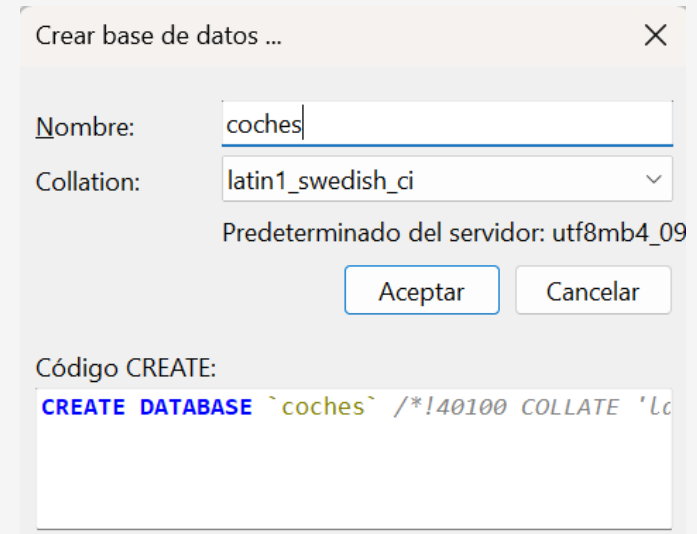 Crear base de datos ...
Nombre: coches
Collation: latin1_swedish_ci
Predeterminado del servidor: utf8mb4_09
Aceptar Cancelar
Código CREATE:
CREATE DATABASE `coches` /*!40100 COLLATE 'la